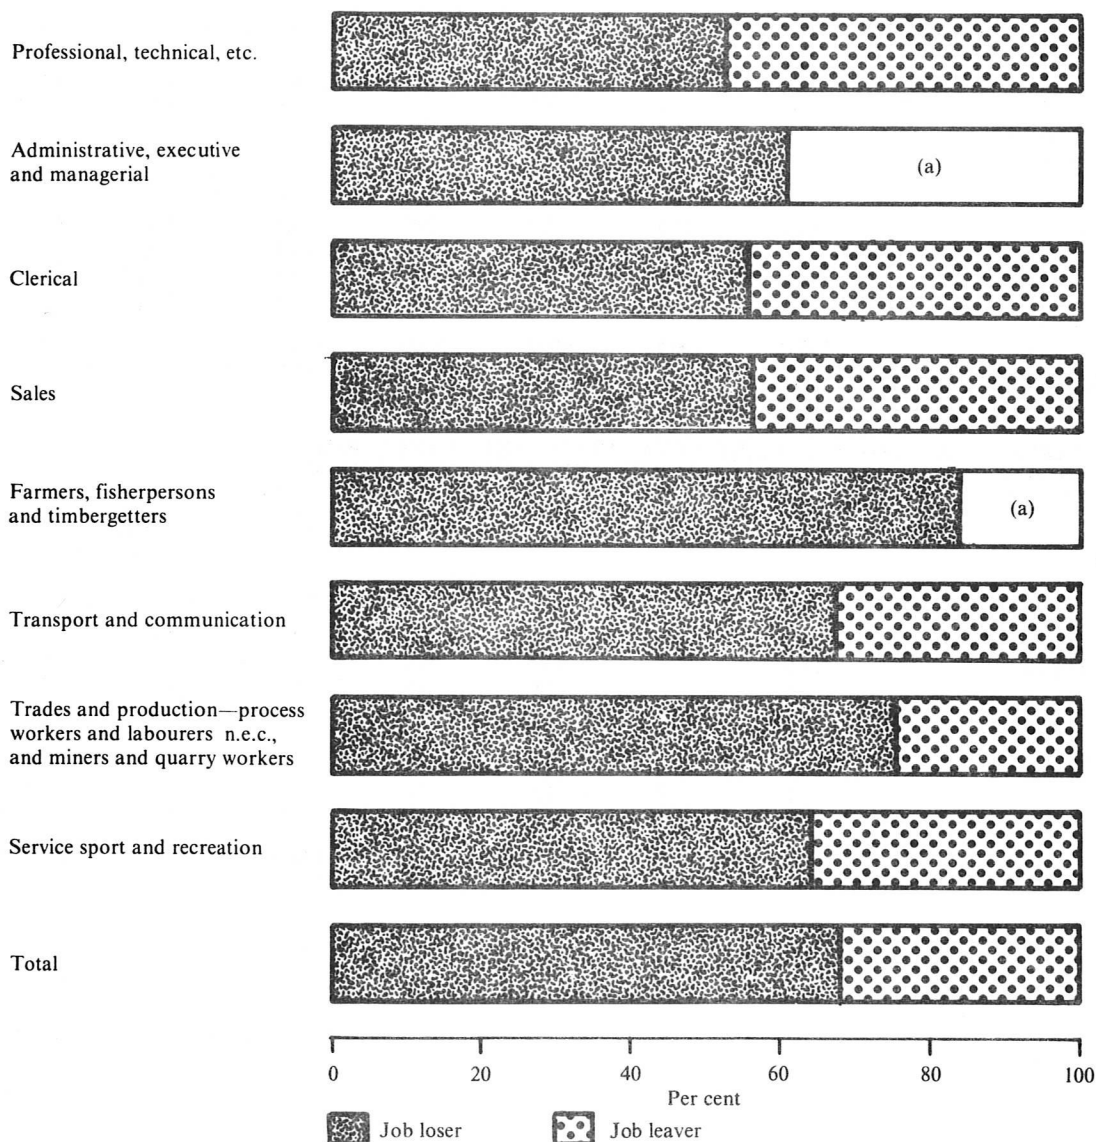 Professional, technical, etc.
Administrative, executive
and managerial
(a)
Clerical
Sales
Farmers, fisherpersons
and timbergetters
(a)
Transport and communication
Trades and production—process
workers and labourers n.e.c.,
and miners and quarry workers
Service sport and recreation
Total
0 20 40 60 80 100
Per cent
Job loser Job leaver